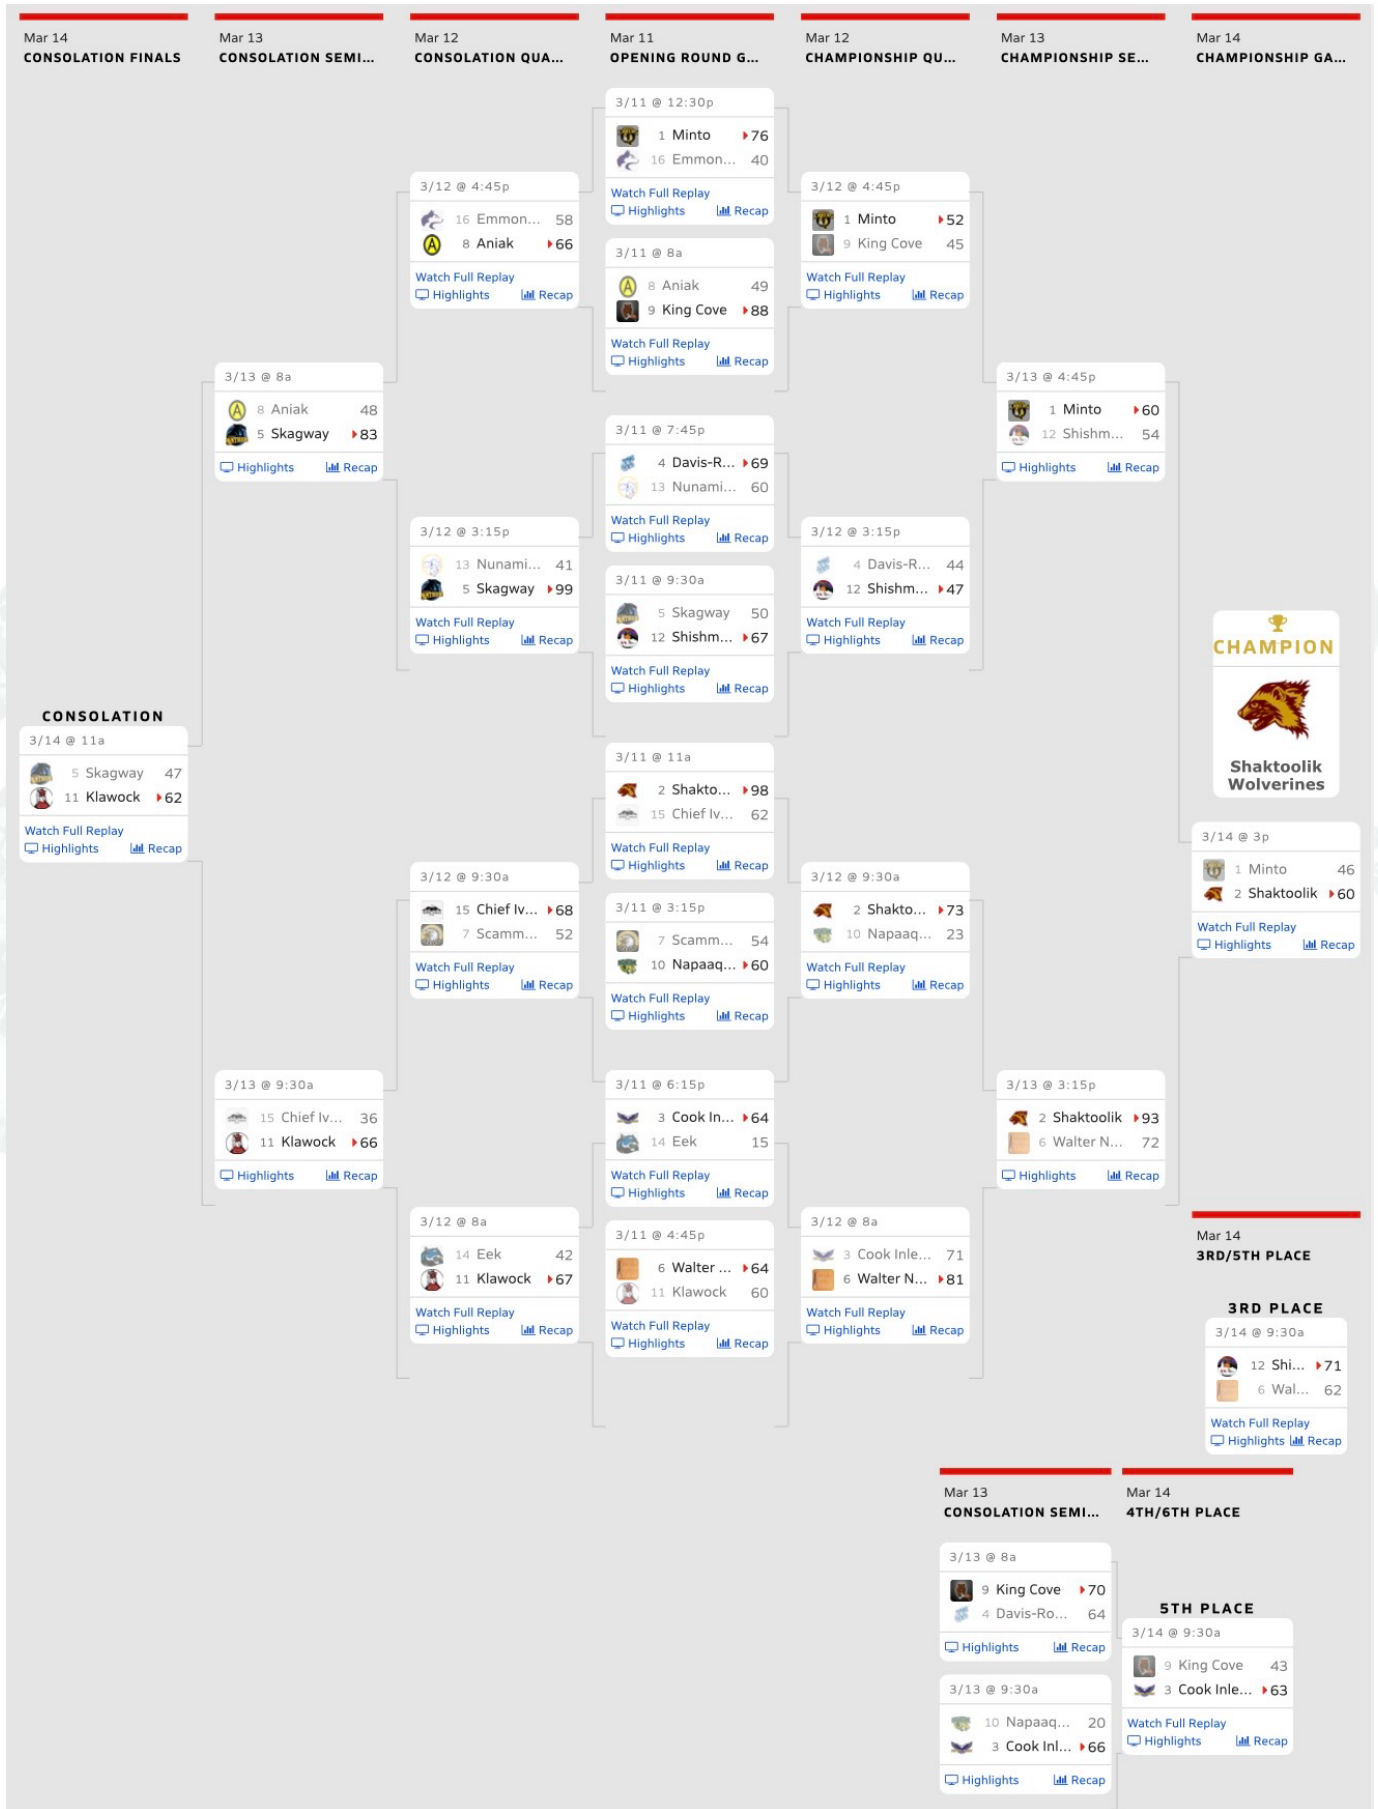 Mar 14
CONSOLATION FINALS
Mar 13
CONSOLATION SEMI...
Mar 12
CONSOLATION QUA...
Mar 11
OPENING ROUND G...
Mar 12
CHAMPIONSHIP QU...
Mar 13
CHAMPIONSHIP SE...
Mar 14
CHAMPIONSHIP GA...
CONSOLATION
3/14 @ 11a
5 Skagway 47
11 Klawock 62
Watch Full Replay
Highlights Recap
3/13 @ 8a
8 Aniak 48
5 Skagway 83
Highlights Recap
3/13 @ 9:30a
15 Chief Iv... 36
11 Klawock 66
Highlights Recap
3/12 @ 4:45p
16 Emmon... 58
8 Aniak 66
Watch Full Replay
Highlights Recap
3/12 @ 3:15p
13 Nunami... 41
5 Skagway 99
Watch Full Replay
Highlights Recap
3/12 @ 9:30a
15 Chief Iv... 68
7 Scamm... 52
Watch Full Replay
Highlights Recap
3/12 @ 8a
14 Eek 42
11 Klawock 67
Watch Full Replay
Highlights Recap
3/11 @ 12:30p
1 Minto 76
16 Emmon... 40
Watch Full Replay
Highlights Recap
3/11 @ 8a
8 Aniak 49
9 King Cove 88
Watch Full Replay
Highlights Recap
3/11 @ 7:45p
4 Davis-R... 69
13 Nunami... 60
Watch Full Replay
Highlights Recap
3/11 @ 9:30a
5 Skagway 50
12 Shishm... 67
Watch Full Replay
Highlights Recap
3/11 @ 11a
2 Shakto... 98
15 Chief Iv... 62
Watch Full Replay
Highlights Recap
3/11 @ 3:15p
7 Scamm... 54
10 Napaaq... 60
Watch Full Replay
Highlights Recap
3/11 @ 6:15p
3 Cook In... 64
14 Eek 15
Watch Full Replay
Highlights Recap
3/11 @ 4:45p
6 Walter ... 64
11 Klawock 60
Watch Full Replay
Highlights Recap
3/12 @ 4:45p
1 Minto 52
9 King Cove 45
Watch Full Replay
Highlights Recap
3/12 @ 3:15p
4 Davis-R... 44
12 Shishm... 47
Watch Full Replay
Highlights Recap
3/12 @ 9:30a
2 Shakto... 73
10 Napaaq... 23
Watch Full Replay
Highlights Recap
3/12 @ 8a
3 Cook Inle... 71
6 Walter N... 81
Watch Full Replay
Highlights Recap
3/13 @ 4:45p
1 Minto 60
12 Shishm... 54
Highlights Recap
3/13 @ 3:15p
2 Shaktoolik 93
6 Walter N... 72
Highlights Recap
CHAMPION
Shaktoolik
Wolverines
3/14 @ 3p
1 Minto 46
2 Shaktoolik 60
Watch Full Replay
Highlights Recap
Mar 14
3RD/5TH PLACE
3RD PLACE
3/14 @ 9:30a
12 Shi... 71
6 Wal... 62
Watch Full Replay
Highlights Recap
Mar 13
CONSOLATION SEMI...
Mar 14
4TH/6TH PLACE
3/13 @ 8a
9 King Cove 70
4 Davis-Ro... 64
Highlights Recap
3/13 @ 9:30a
10 Napaaq... 20
3 Cook Inl... 66
Highlights Recap
5TH PLACE
3/14 @ 9:30a
9 King Cove 43
3 Cook Inle... 63
Watch Full Replay
Highlights Recap